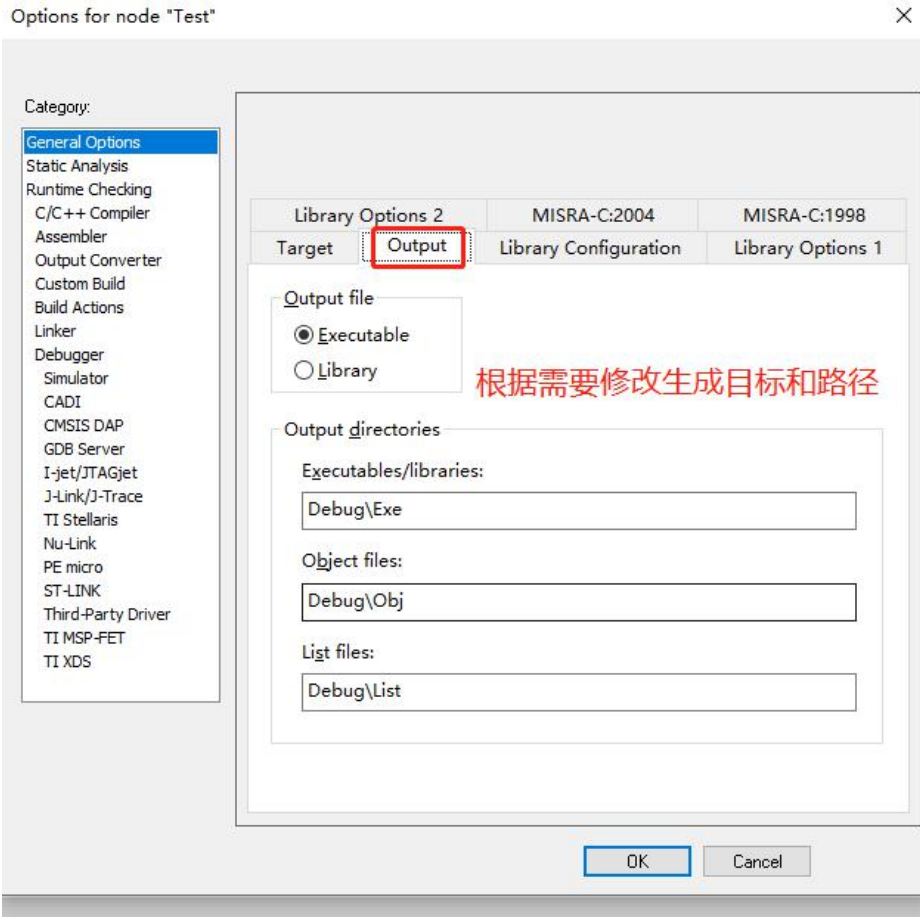 Options for node "Test"
Category:
General Options
Static Analysis
Runtime Checking
C/C++ Compiler
Assembler
Output Converter
Custom Build
Build Actions
Linker
Debugger
Simulator
CADI
CMSIS DAP
GDB Server
I-jet/JTAGjet
J-Link/J-Trace
TI Stellaris
Nu-Link
PE micro
ST-LINK
Third-Party Driver
TI MSP-FET
TI XDS
Library Options 2 MISRA-C:2004 MISRA-C:1998
Target Output Library Configuration Library Options 1
Output file
Executable
Library
根据需要修改生成目标和路径
Output directories
Executables/libraries:
Debug\Exe
Object files:
Debug\Obj
List files:
Debug\List
OK Cancel